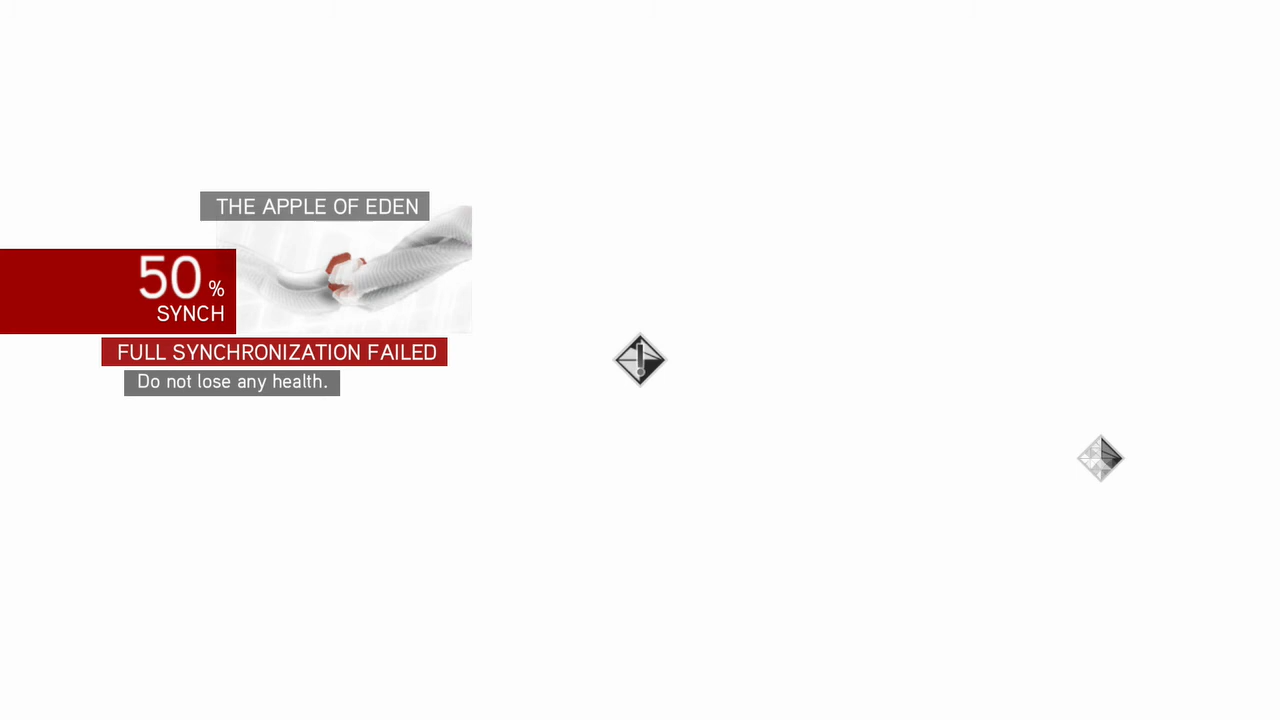 THE APPLE OF EDEN
50 %
SYNCH
FULL SYNCHRONIZATION FAILED
Do not lose any health.